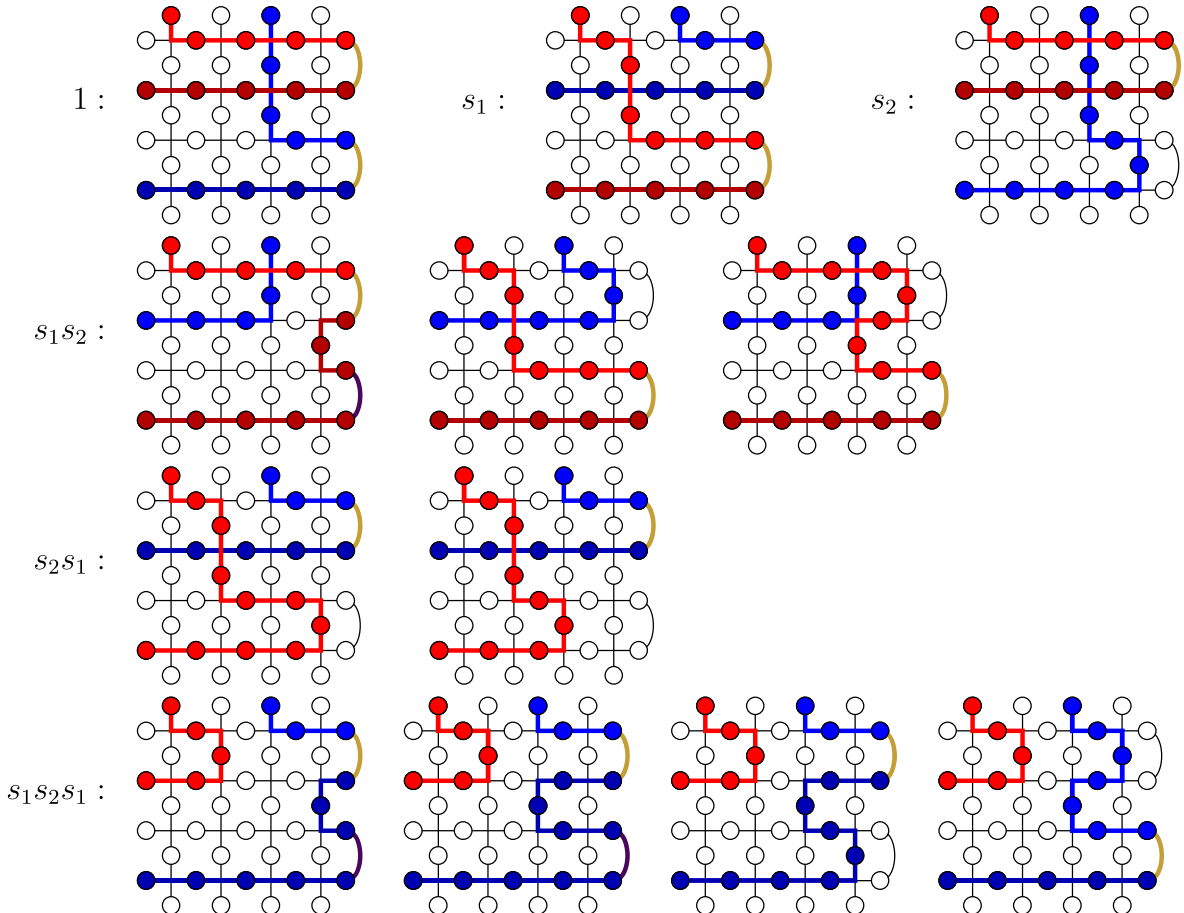 1 :
s₁ :
s₂ :
s₁s₂ :
s₂s₁ :
s₁s₂s₁ :